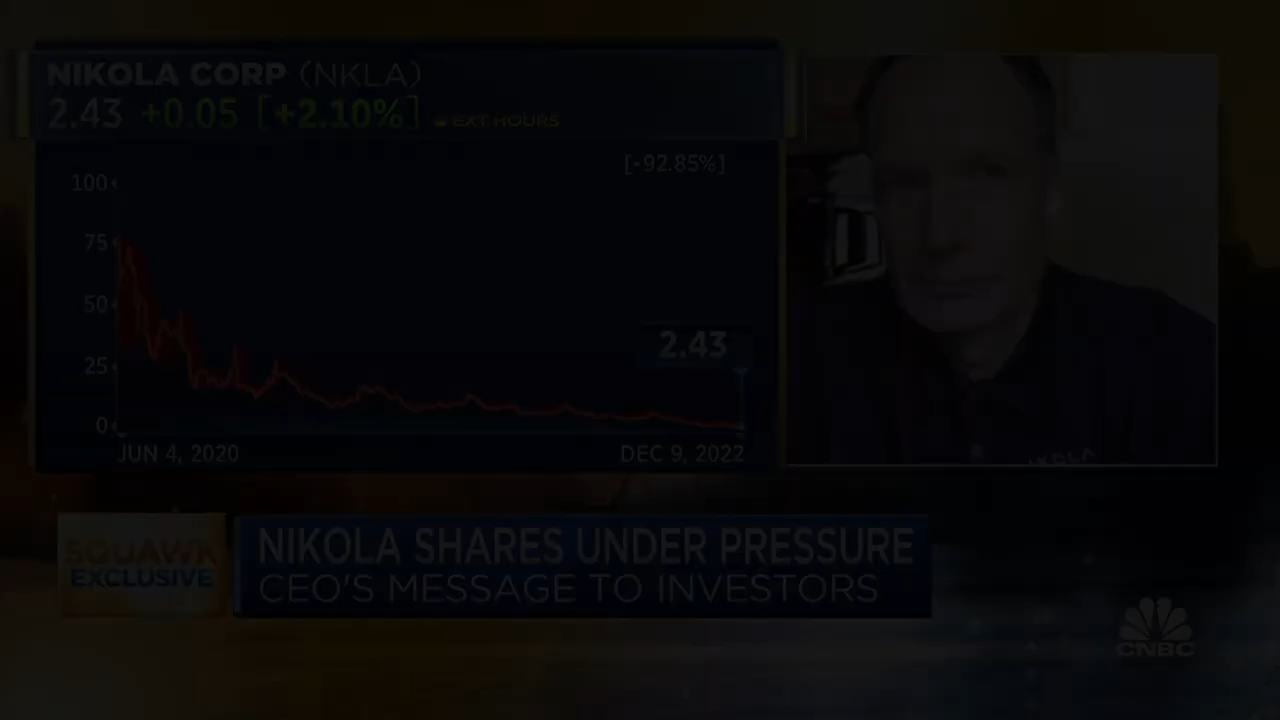 NIKOLA CORP (NKLA)
2.43 +0.05 [+2.10%] EXT HOURS
[-92.85%]
100
75
50
25
0
2.43
JUN 4, 2020 DEC 9, 2022
NIKOLA
SQUAWK
EXCLUSIVE
NIKOLA SHARES UNDER PRESSURE
CEO'S MESSAGE TO INVESTORS
CNBC